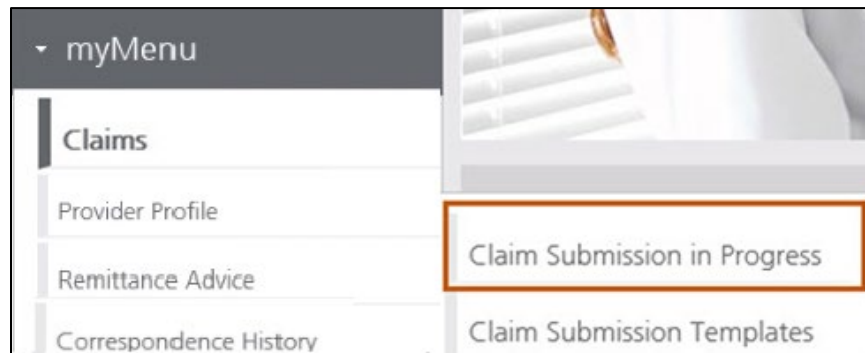 myMenu
Claims
Provider Profile
Remittance Advice
Correspondence History
Claim Submission in Progress
Claim Submission Templates